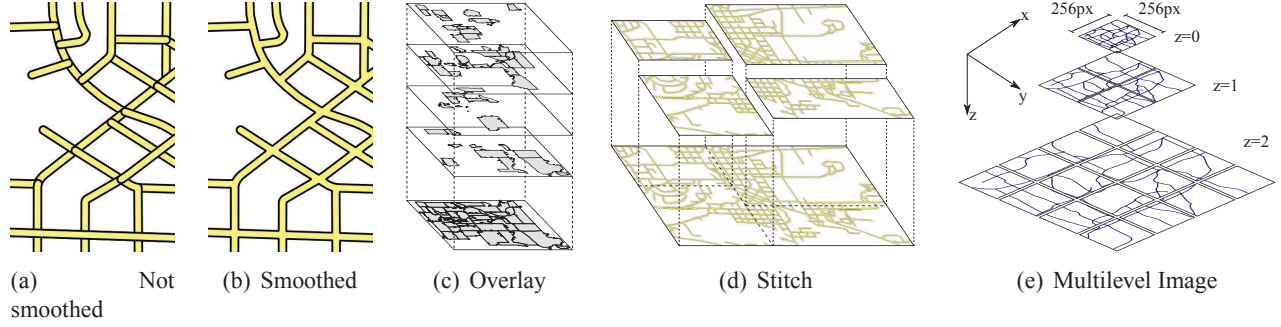 256px 256px
x
z=0
y
z
z=1
z=2
(a) Not
smoothed
(b) Smoothed
(c) Overlay
(d) Stitch
(e) Multilevel Image